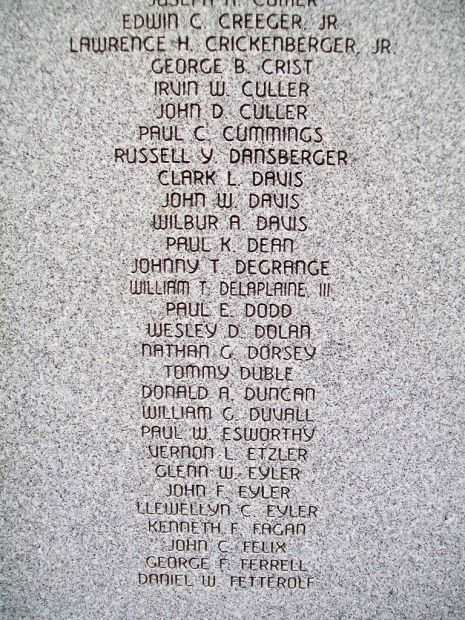 JOSEPH H. COMER
EDWIN C. CREEGER, JR.
LAWRENCE H. CRICKENBERGER, JR.
GEORGE B. CRIST
IRVIN W. CULLER
JOHN D. CULLER
PAUL C. CUMMINGS
RUSSELL Y. DANSBERGER
CLARK L. DAVIS
JOHN W. DAVIS
WILBUR A. DAVIS
PAUL K. DEAN
JOHNNY T. DEGRANGE
WILLIAM T. DELAPLAINE, III
PAUL E. DODD
WESLEY D. DOLAN
NATHAN G. DORSEY
TOMMY DUBLE
DONALD A. DUNCAN
WILLIAM G. DUVALL
PAUL W. ESWORTHY
VERNON L. ETZLER
GLENN W. EYLER
JOHN F. EYLER
LLEWELLYN C. EYLER
KENNETH F. FAGAN
JOHN C. FELIX
GEORGE F. FERRELL
DANIEL W. FETTEROLF